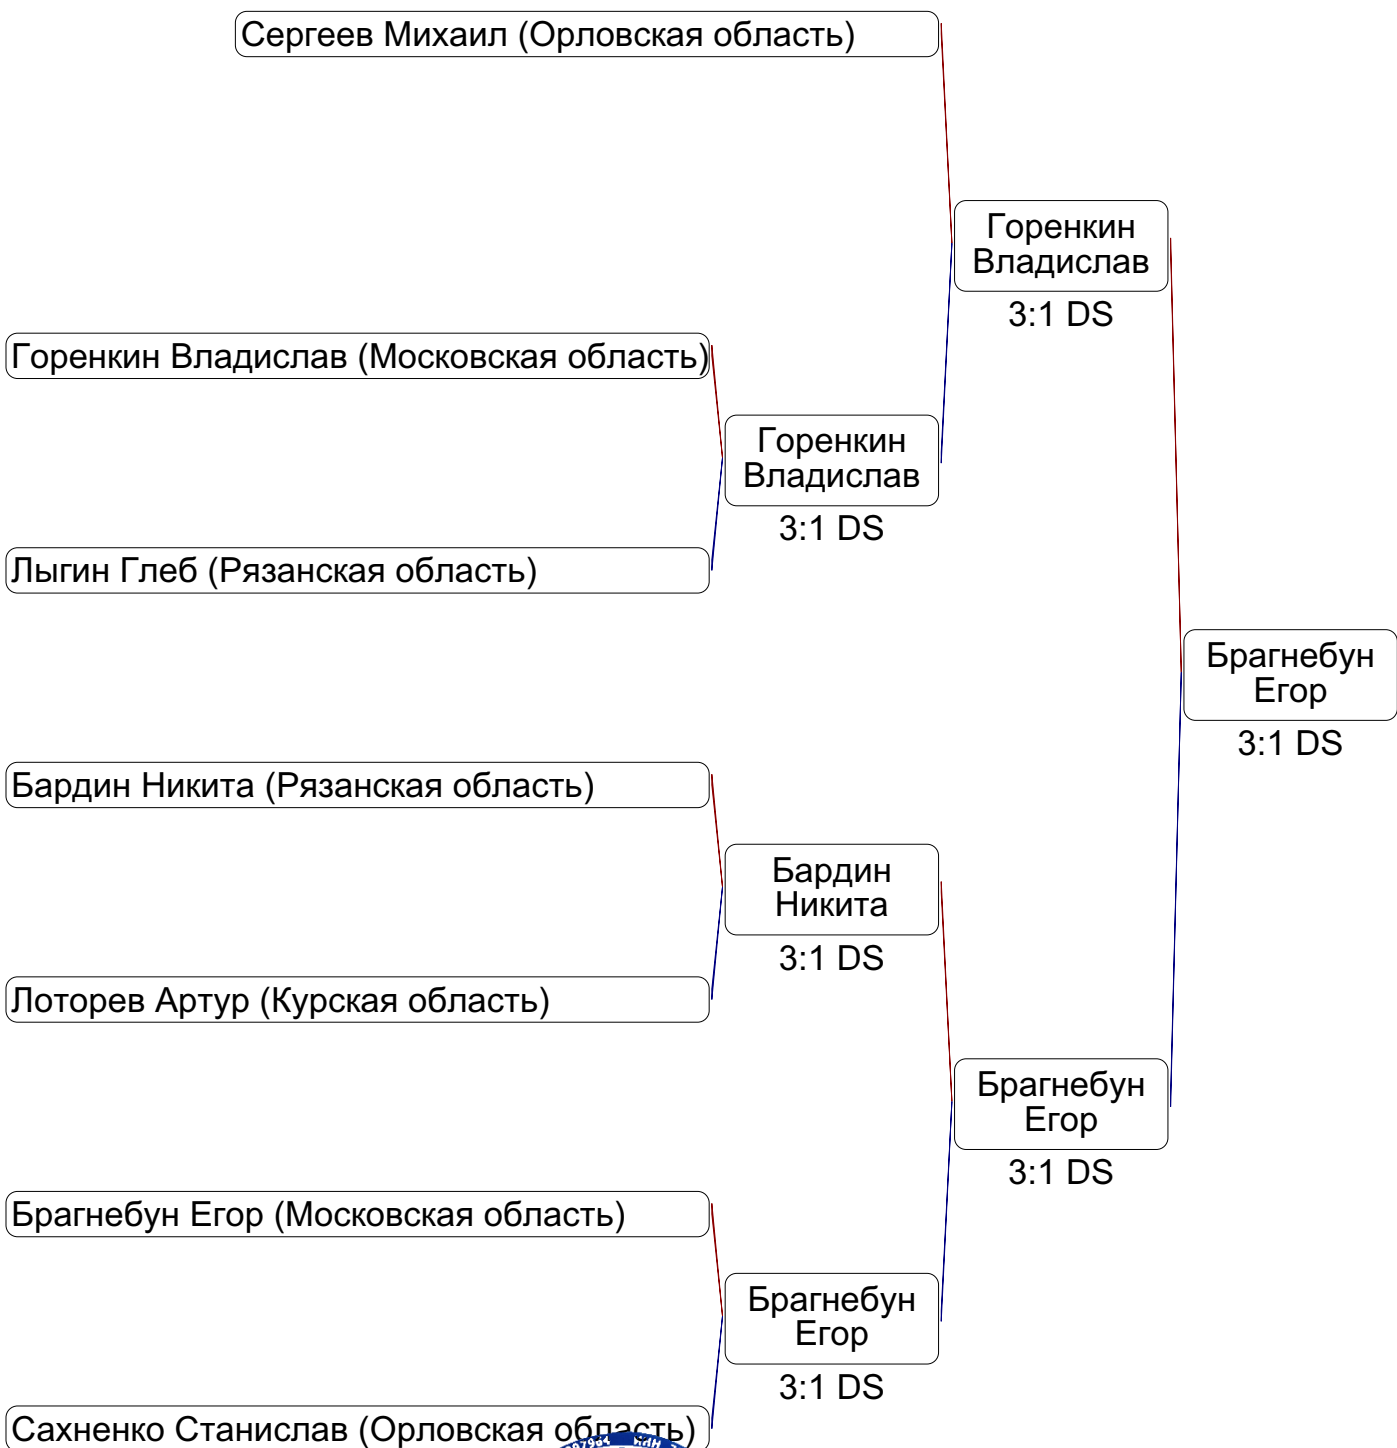 Сергеев Михаил (Орловская область)
Горенкин
Владислав
3:1 DS
Горенкин Владислав (Московская область)
Горенкин
Владислав
3:1 DS
Лыгин Глеб (Рязанская область)
Брагнебун
Егор
3:1 DS
Бардин Никита (Рязанская область)
Бардин
Никита
3:1 DS
Лоторев Артур (Курская область)
Брагнебун
Егор
3:1 DS
Брагнебун Егор (Московская область)
Брагнебун
Егор
3:1 DS
Сахненко Станислав (Орловская область)